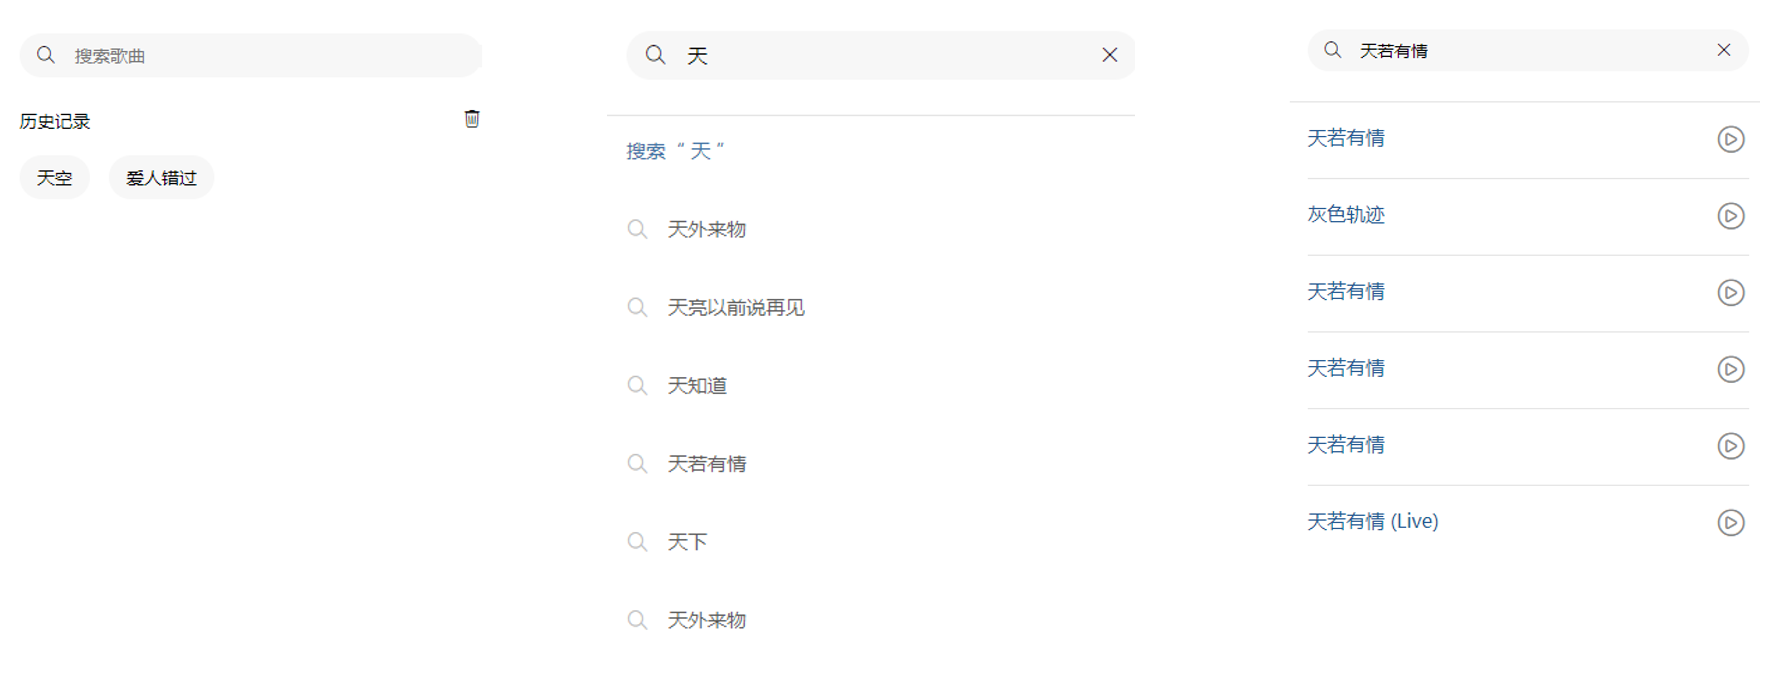 搜索歌曲
历史记录
天空
爱人错过
天
搜索“ 天 ”
天外来物
天亮以前说再见
天知道
天若有情
天下
天外来物
天若有情
天若有情
灰色轨迹
天若有情
天若有情
天若有情
天若有情 (Live)